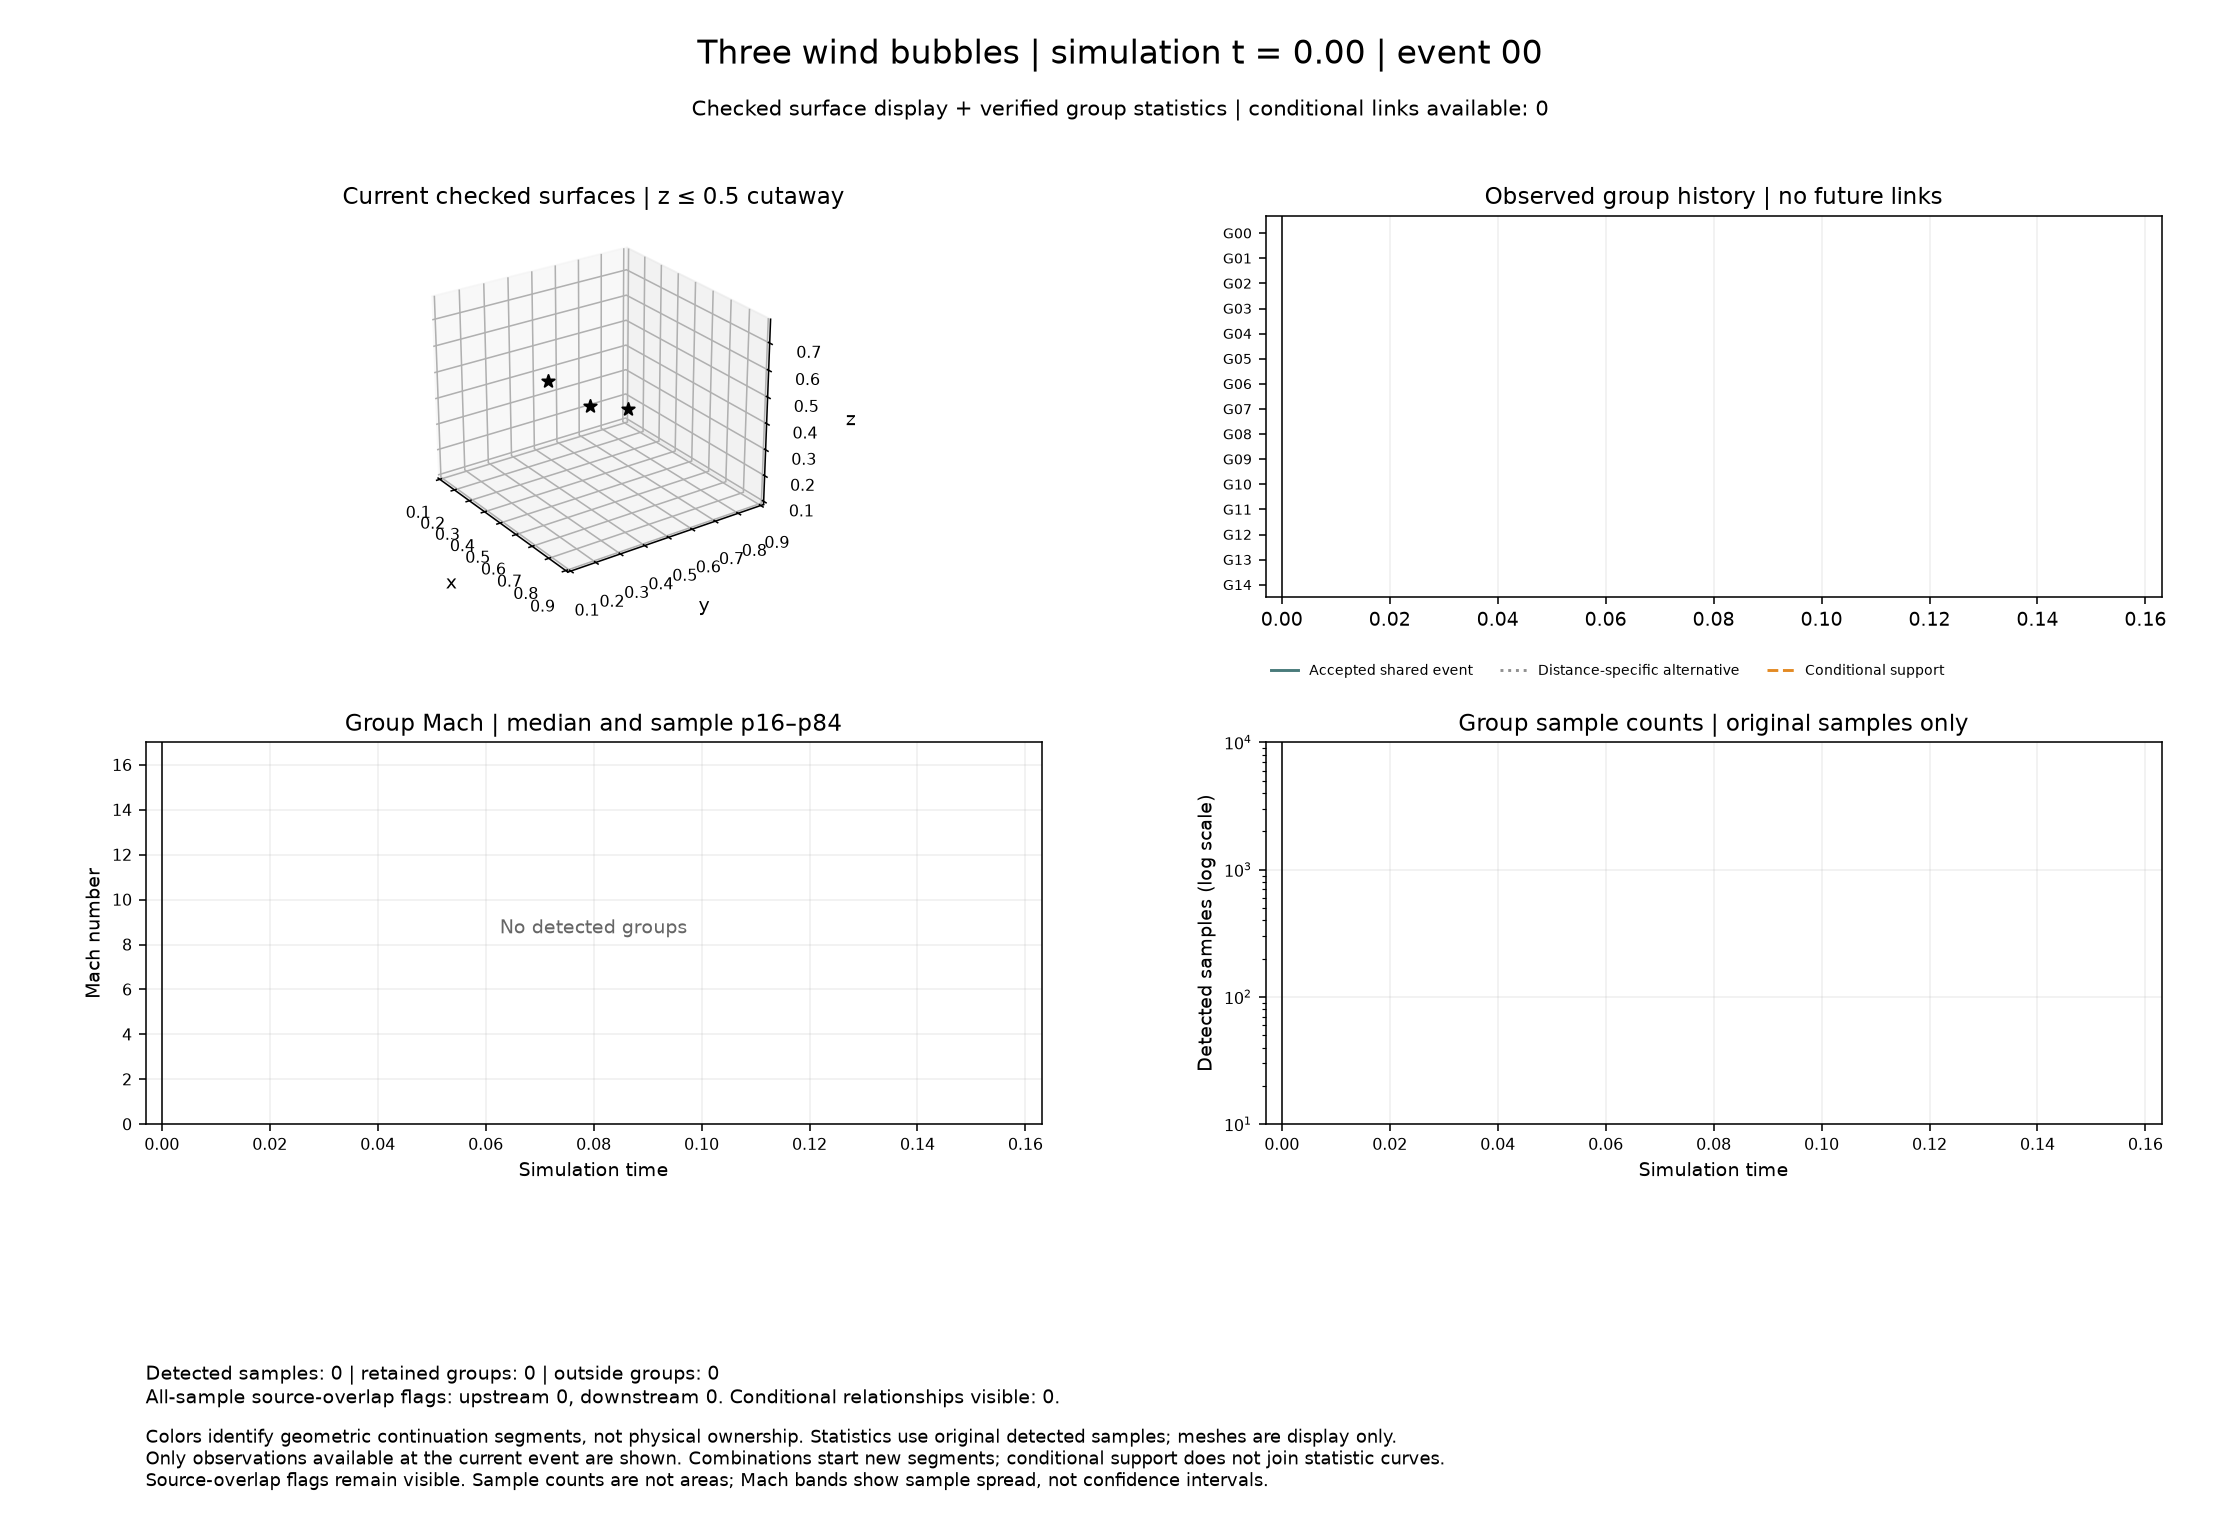 Three wind bubbles | simulation t = 0.00 | event 00
Checked surface display + verified group statistics | conditional links available: 0
Current checked surfaces | z ≤ 0.5 cutaway
0.7
0.6
0.5
0.4
0.3
0.2
0.1
z
0.1
0.2
0.3
0.4
0.5
0.6
0.7
0.8
0.9
x
0.1
0.2
0.3
0.4
0.5
0.6
0.7
0.8
0.9
y
Observed group history | no future links
G00
G01
G02
G03
G04
G05
G06
G07
G08
G09
G10
G11
G12
G13
G14
0.00 0.02 0.04 0.06 0.08 0.10 0.12 0.14 0.16
Accepted shared event Distance-specific alternative Conditional support
Group Mach | median and sample p16–p84
Mach number
16
14
12
10
8
6
4
2
0
No detected groups
0.00 0.02 0.04 0.06 0.08 0.10 0.12 0.14 0.16
Simulation time
Group sample counts | original samples only
Detected samples (log scale)
10⁴
10³
10²
10¹
0.00 0.02 0.04 0.06 0.08 0.10 0.12 0.14 0.16
Simulation time
Detected samples: 0 | retained groups: 0 | outside groups: 0
All-sample source-overlap flags: upstream 0, downstream 0. Conditional relationships visible: 0.
Colors identify geometric continuation segments, not physical ownership. Statistics use original detected samples; meshes are display only.
Only observations available at the current event are shown. Combinations start new segments; conditional support does not join statistic curves.
Source-overlap flags remain visible. Sample counts are not areas; Mach bands show sample spread, not confidence intervals.